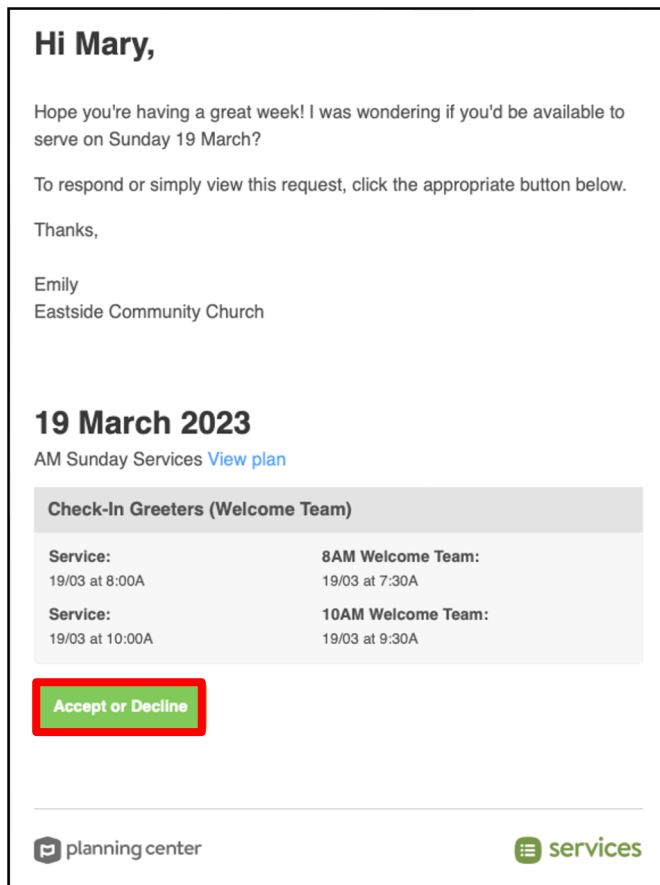 Hi Mary,
Hope you're having a great week! I was wondering if you'd be available to
serve on Sunday 19 March?
To respond or simply view this request, click the appropriate button below.
Thanks,
Emily
Eastside Community Church
19 March 2023
AM Sunday Services View plan
Check-In Greeters (Welcome Team)
Service:
19/03 at 8:00A
8AM Welcome Team:
19/03 at 7:30A
Service:
19/03 at 10:00A
10AM Welcome Team:
19/03 at 9:30A
Accept or Decline
planning center
services